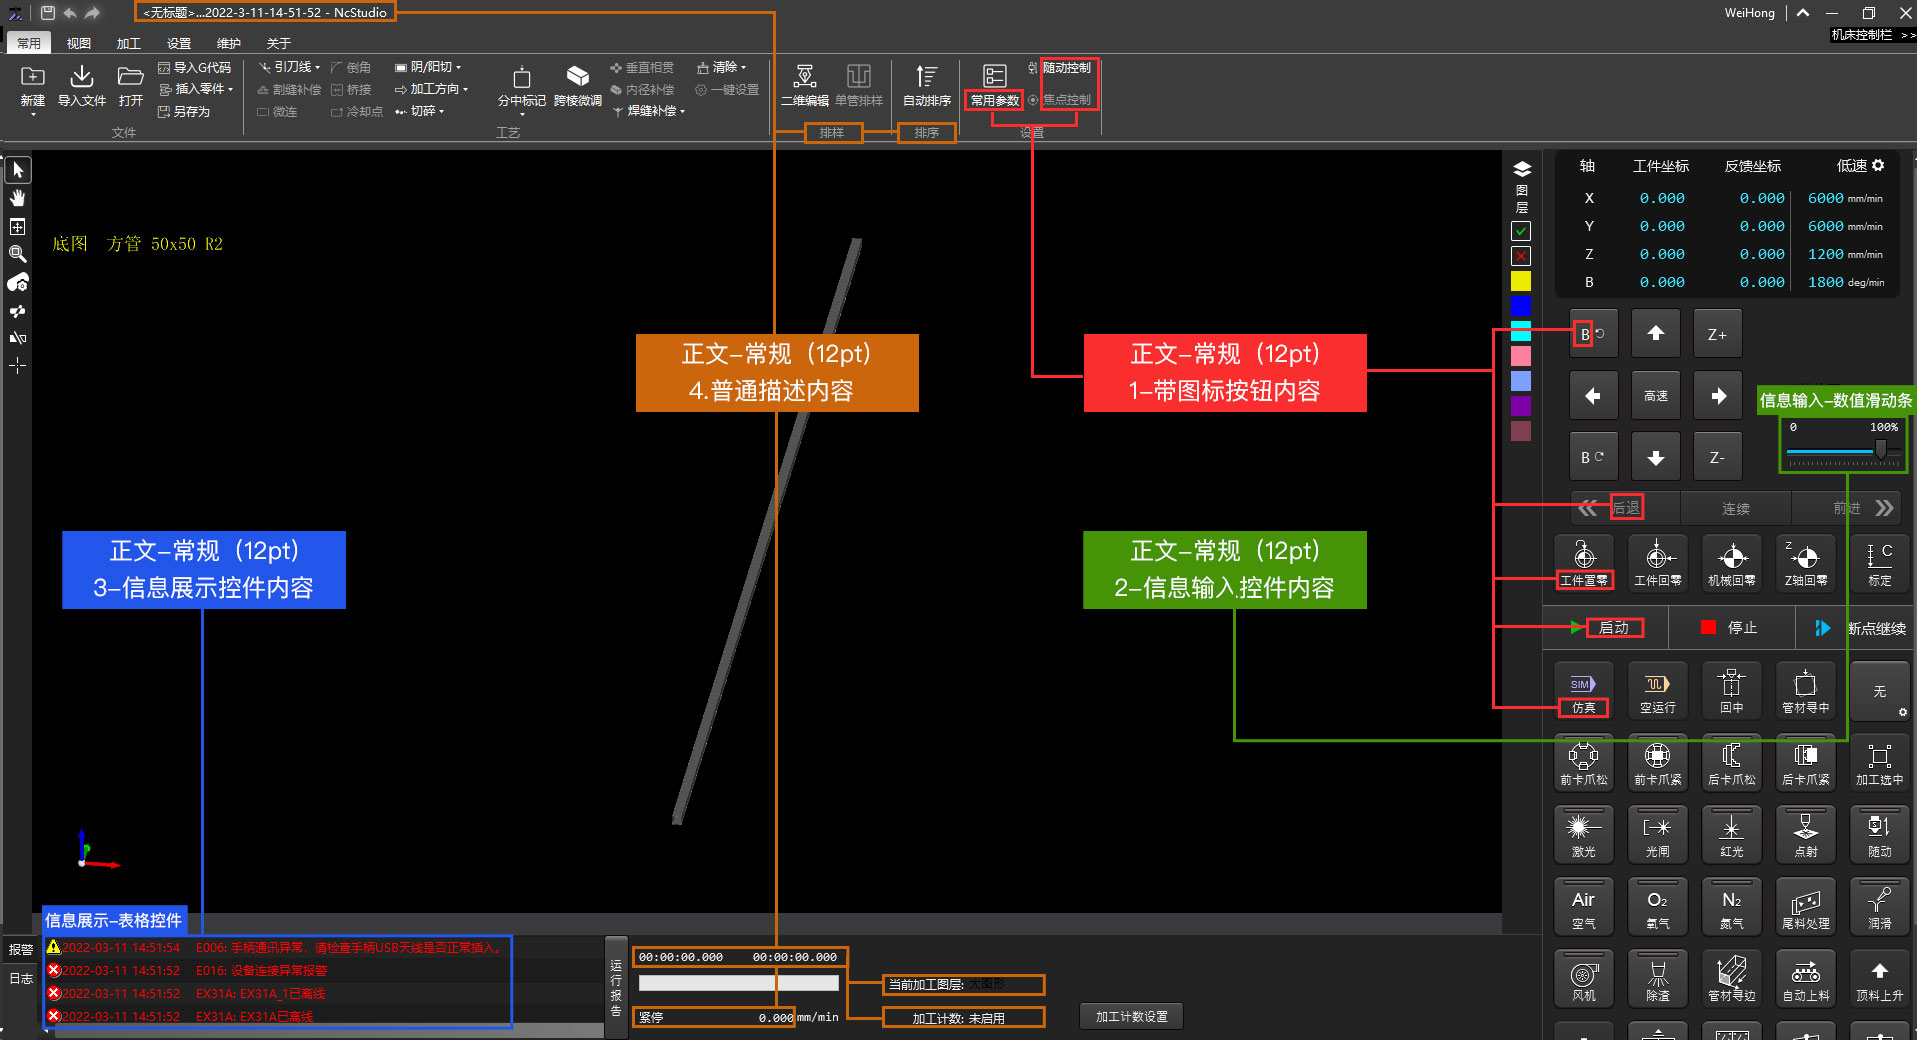 <无标题>...2022-3-11-14-51-52 - NcStudio
WeiHong
常用 视图 加工 设置 维护 关于
机床控制栏 >>
新建
导入文件
打开
导入G代码
插入零件
另存为
文件
引刀线
倒角
阴/阳切
割缝补偿
桥接
加工方向
微连
冷却点
切碎
分中标记
跨棱微调
垂直相贯
清除
内径补偿
一键设置
焊缝补偿
工艺
二维编辑
单管排样
排样
自动排序
排序
常用参数
随动控制
焦点控制
设置
底图 方管 50x50 R2
图层
轴 工件坐标 反馈坐标 低速
X 0.000 0.000 6000 mm/min
Y 0.000 0.000 6000 mm/min
Z 0.000 0.000 1200 mm/min
B 0.000 0.000 1800 deg/min
正文-常规（12pt）
4.普通描述内容
正文-常规（12pt）
1-带图标按钮内容
正文-常规（12pt）
3-信息展示控件内容
正文-常规（12pt）
2-信息输入控件内容
B Z+
高速
B Z-
信息输入-数值滑动条
0 100%
后退 连续 前进
工件置零 工件回零 机械回零 Z轴回零 标定
Z
C
启动 停止 断点继续
SIM
仿真 空运行 回中 管材寻中 无
前卡爪松 前卡爪紧 后卡爪松 后卡爪紧 加工选中
激光 光闸 红光 点射 随动
Air O₂ N₂
空气 氧气 氮气 尾料处理 润滑
风机 除渣 管材寻边 自动上料 顶料上升
信息展示-表格控件
报警
日志
2022-03-11 14:51:54 E006: 手柄通讯异常，请检查手柄USB天线是否正常插入。
2022-03-11 14:51:52 E016: 设备连接异常报警
2022-03-11 14:51:52 EX31A: EX31A_1已离线
2022-03-11 14:51:52 EX31A: EX31A已离线
运行报告
00:00:00.000 00:00:00.000
紧停 0.000 mm/min
当前加工图层: 大图形
加工计数: 未启用
加工计数设置